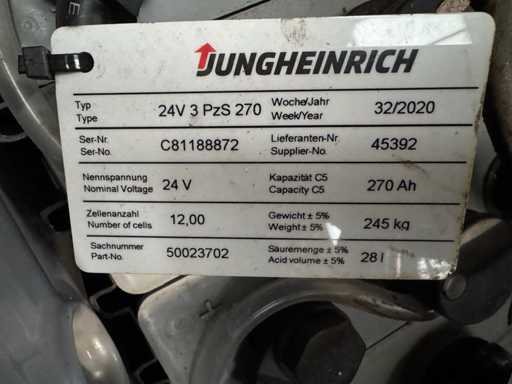 JUNGHEINRICH
Typ
Type
24V 3 PzS 270
Woche/Jahr
Week/Year
32/2020
Ser-Nr.
Ser-No.
C81188872
Lieferanten-Nr.
Supplier-No.
45392
Nennspannung
Nominal Voltage
24 V
Kapazität C5
Capacity C5
270 Ah
Zellenanzahl
Number of cells
12,00
Gewicht ± 5%
Weight ± 5%
245 kg
Sachnummer
Part-No.
50023702
Säuremenge ± 5%
Acid volume ± 5%
28 l